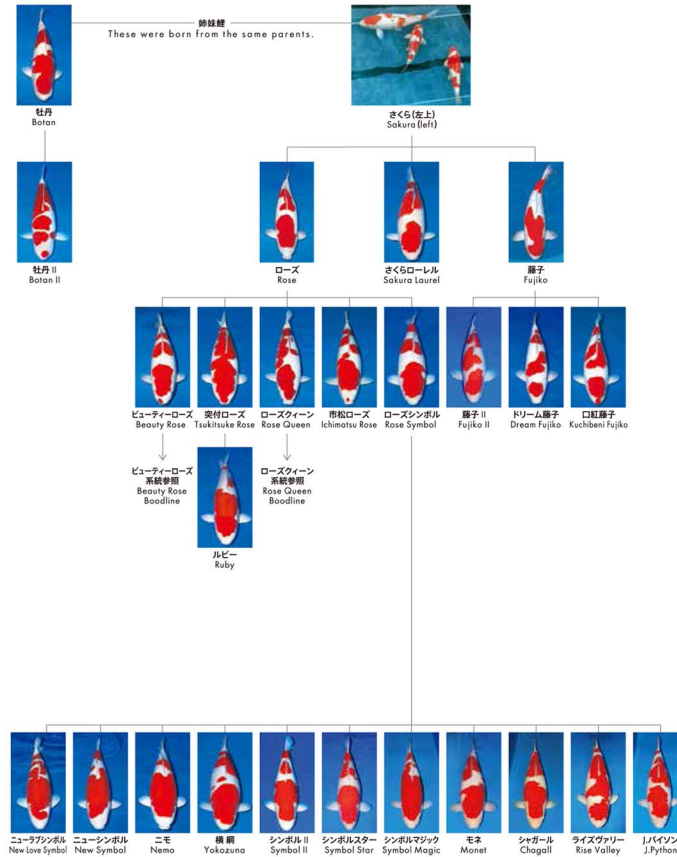 姉妹鯉
These were born from the same parents.
牡丹
Botan
さくら(左上)
Sakura (left)
牡丹 II
Botan II
ローズ
Rose
さくらローレル
Sakura Laurel
藤子
Fujiko
ビューティーローズ
Beauty Rose
突付ローズ
Tsukitsuke Rose
ローズクィーン
Rose Queen
市松ローズ
Ichimatsu Rose
ローズシンボル
Rose Symbol
藤子 II
Fujiko II
ドリーム藤子
Dream Fujiko
口紅藤子
Kuchibeni Fujiko
ビューティーローズ
系統参照
Beauty Rose
Boodline
ローズクィーン
系統参照
Rose Queen
Boodline
ルビー
Ruby
ニューラブシンボル
New Love Symbol
ニューシンボル
New Symbol
ニモ
Nemo
横綱
Yokozuna
シンボル II
Symbol II
シンボルスター
Symbol Star
シンボルマジック
Symbol Magic
モネ
Monet
シャガール
Chagall
ライズヴァリー
Rise Valley
J.パイソン
J.Python